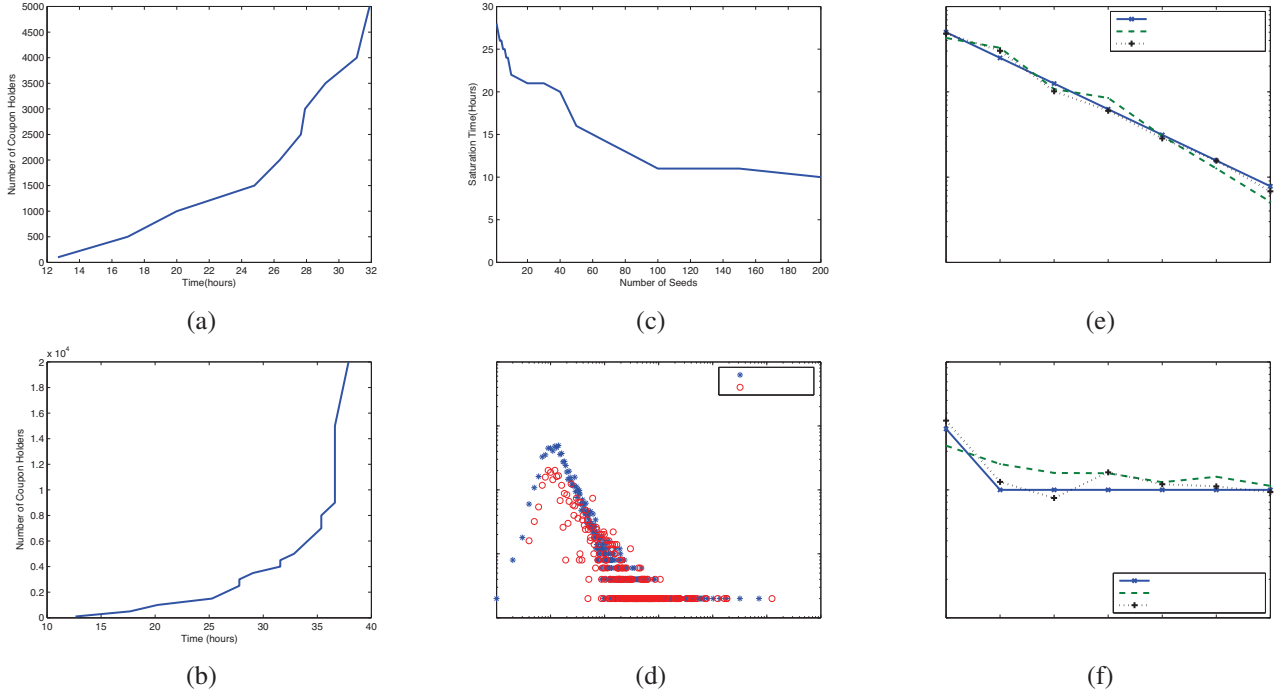 5000
4500
4000
3500
3000
2500
2000
1500
1000
500
0
Number of Coupon Holders
12 14 16 18 20 22 24 26 28 30 32
Time(hours)
(a)
30
25
20
15
10
5
0
Saturation Time(Hours)
0 20 40 60 80 100 120 140 160 180 200
Number of Seeds
(c)
(e)
x 10^4
2
1.8
1.6
1.4
1.2
1
0.8
0.6
0.4
0.2
0
Number of Coupon Holders
10 15 20 25 30 35 40
Time (hours)
(b)
(d)
(f)